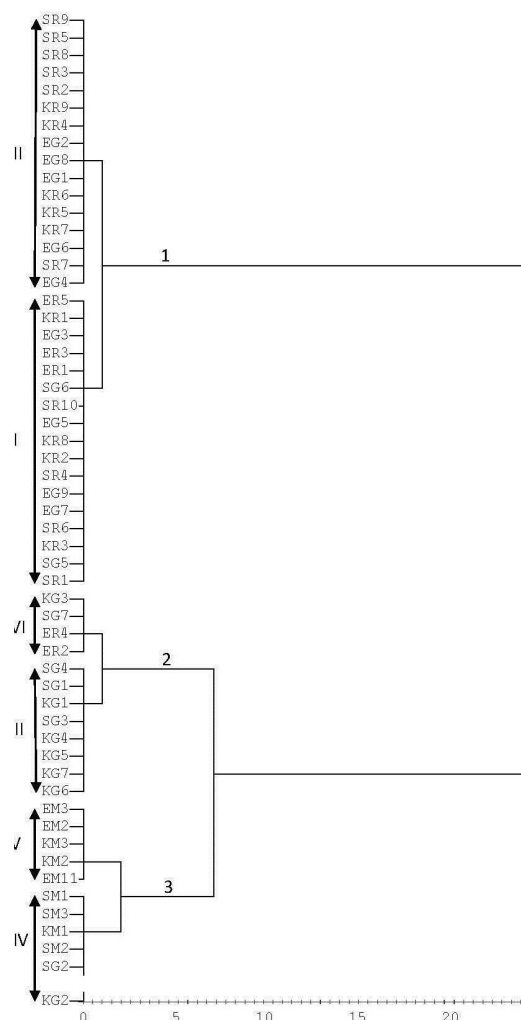 SR9
SR5
SR8
SR3
SR2
KR9
KR4
EG2
II
EG8
EG1
KR6
KR5
KR7
EG6
SR7
1
EG4
ER5
KR1
EG3
ER3
ER1
SG6
SR10
EG5
I
KR8
KR2
SR4
EG9
EG7
SR6
KR3
SG5
SR1
KG3
SG7
VI
ER4
ER2
2
SG4
SG1
KG1
SG3
II
KG4
KG5
KG7
KG6
EM3
EM2
V
KM3
KM2
EM11
3
SM1
SM3
KM1
IV
SM2
SG2
KG2
0 5 10 15 20